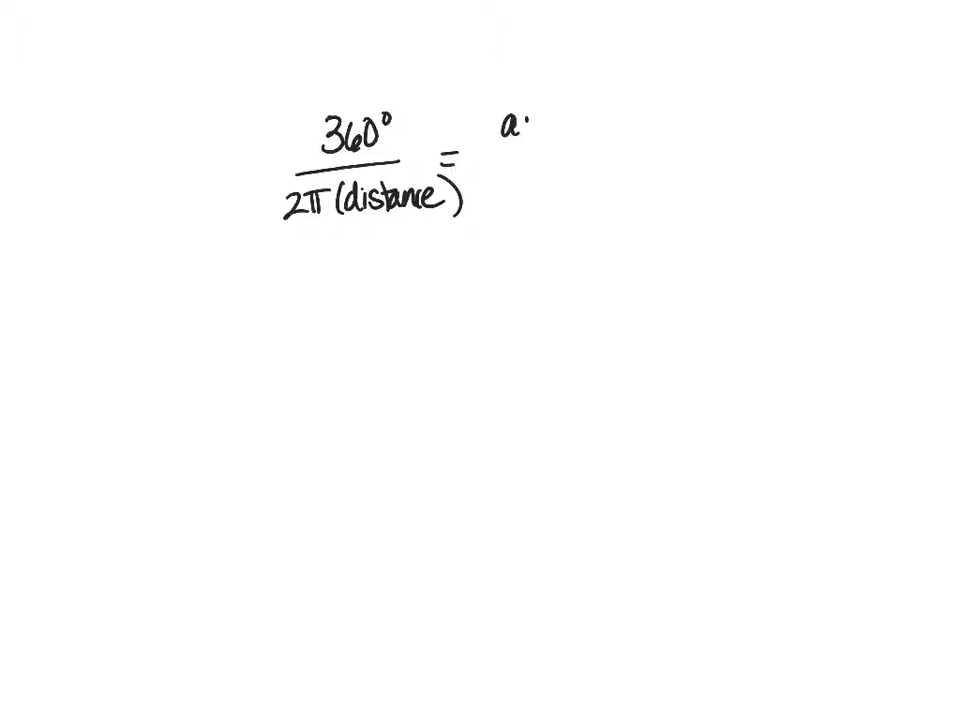 360° / 2π(distance) = a.